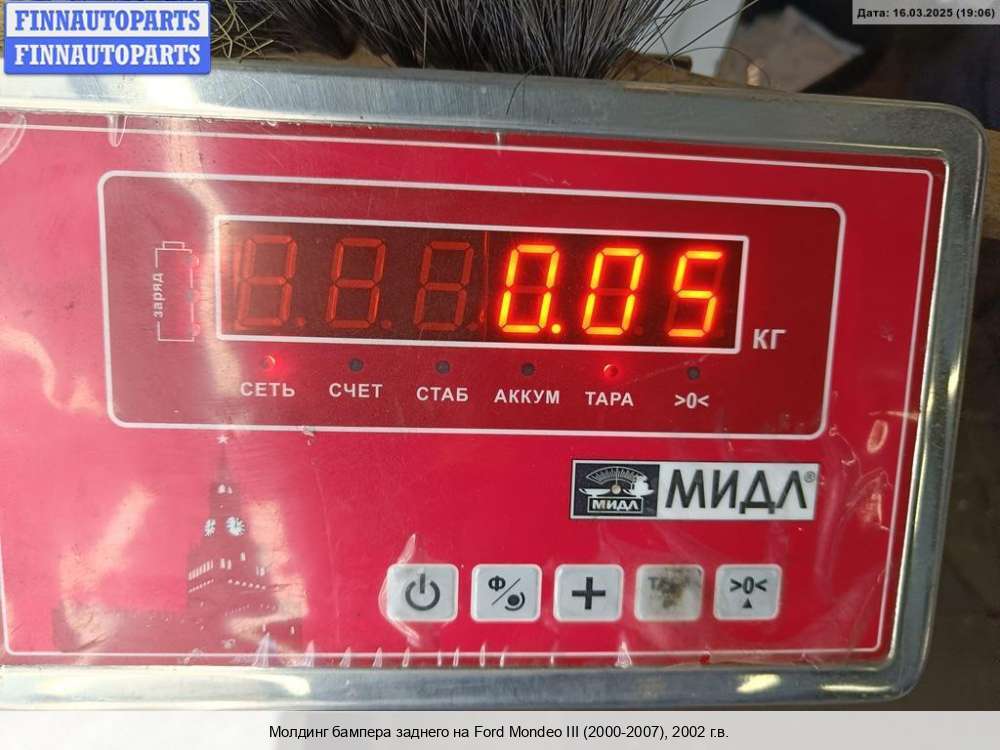 FINNAUTOPARTS
FINNAUTOPARTS
Дата: 16.03.2025 (19:06)
заряд
0.05
кг
СЕТЬ СЧЕТ СТАБ АККУМ ТАРА >0<
МИДЛ
МИДЛ®
Ф
+
>0<
Молдинг бампера заднего на Ford Mondeo III (2000-2007), 2002 г.в.